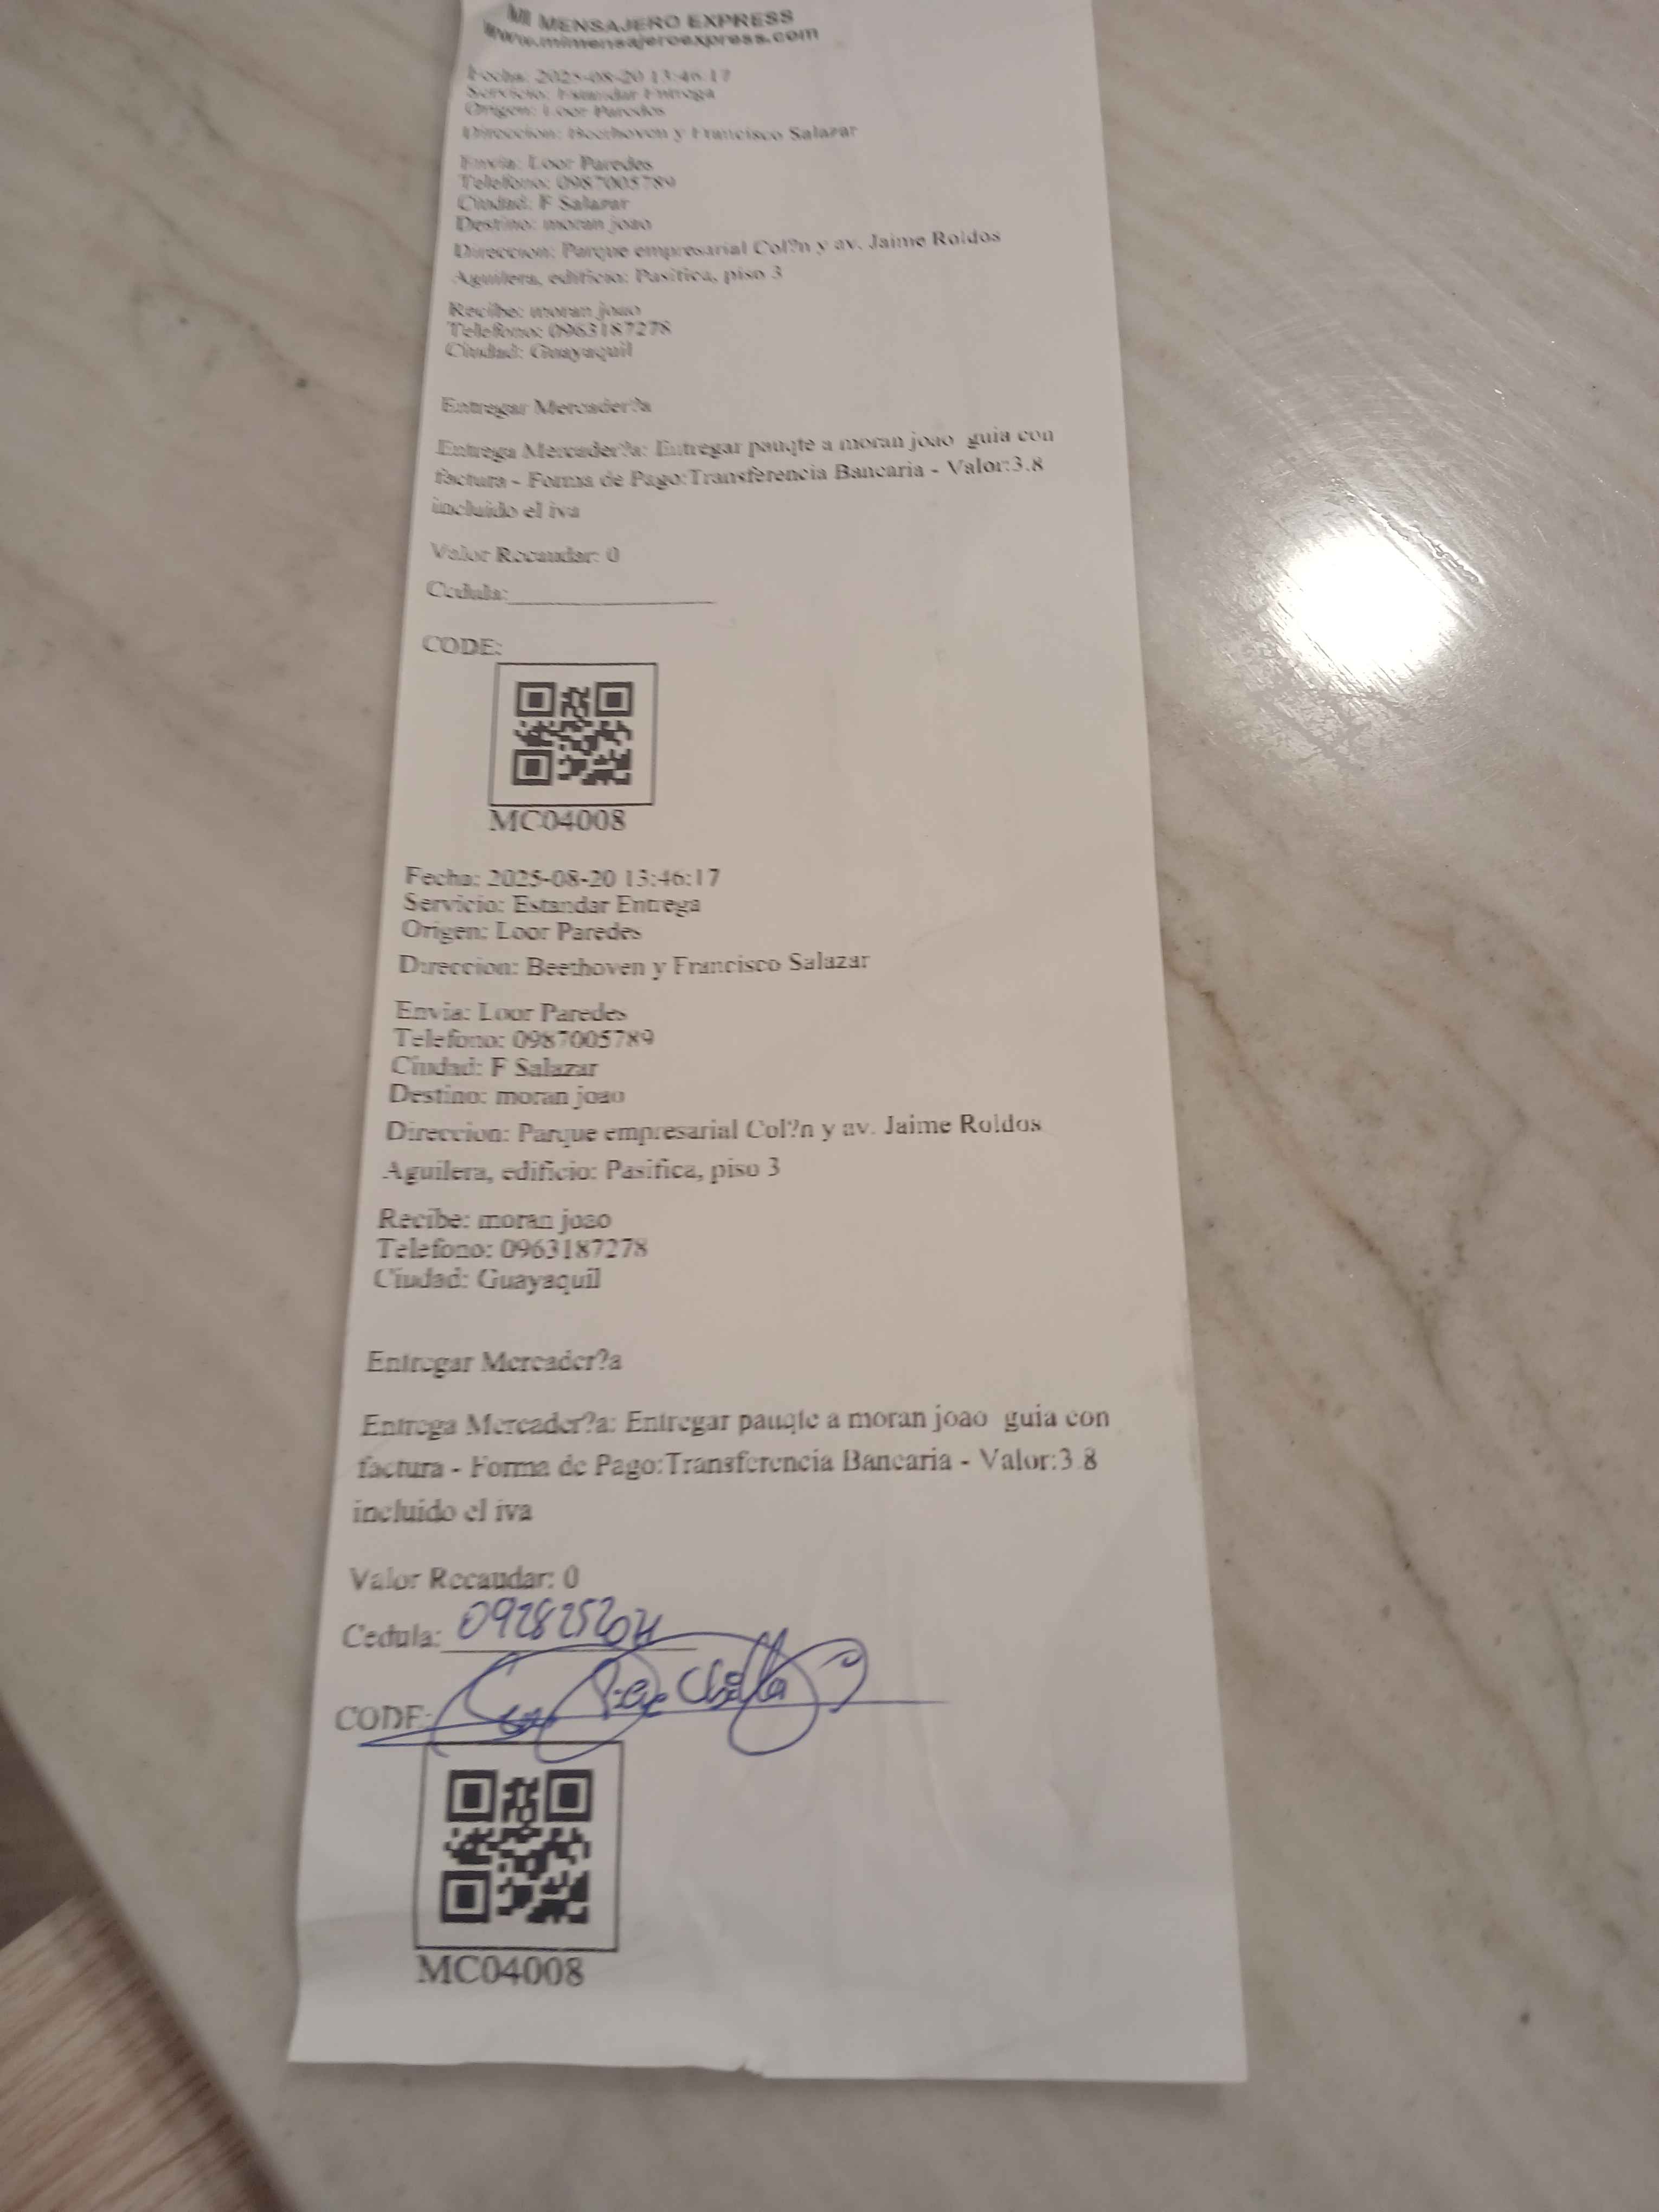 MI MENSAJERO EXPRESS
www.mimensajeroexpress.com
Fecha: 2025-08-20 13:46:17
Servicio: Estandar Entrega
Origen: Loor Paredes
Direccion: Beethoven y Francisco Salazar
Envia: Loor Paredes
Telefono: 0987005789
Ciudad: F Salazar
Destino: moran joao
Direccion: Parque empresarial Col?n y av. Jaime Roldos
Aguilera, edificio: Pasifica, piso 3
Recibe: moran joao
Telefono: 0963187278
Ciudad: Guayaquil
Entregar Mercader?a
Entrega Mercader?a: Entregar pauqte a moran joao guia con
factura - Forma de Pago:Transferencia Bancaria - Valor:3.8
incluido el iva
Valor Recaudar: 0
Cedula:
CODE:
MC04008
Fecha: 2025-08-20 13:46:17
Servicio: Estandar Entrega
Origen: Loor Paredes
Direccion: Beethoven y Francisco Salazar
Envia: Loor Paredes
Telefono: 0987005789
Ciudad: F Salazar
Destino: moran joao
Direccion: Parque empresarial Col?n y av. Jaime Roldos
Aguilera, edificio: Pasifica, piso 3
Recibe: moran joao
Telefono: 0963187278
Ciudad: Guayaquil
Entregar Mercader?a
Entrega Mercader?a: Entregar pauqte a moran joao guia con
factura - Forma de Pago:Transferencia Bancaria - Valor:3.8
incluido el iva
Valor Recaudar: 0
Cedula:
CODE:
MC04008